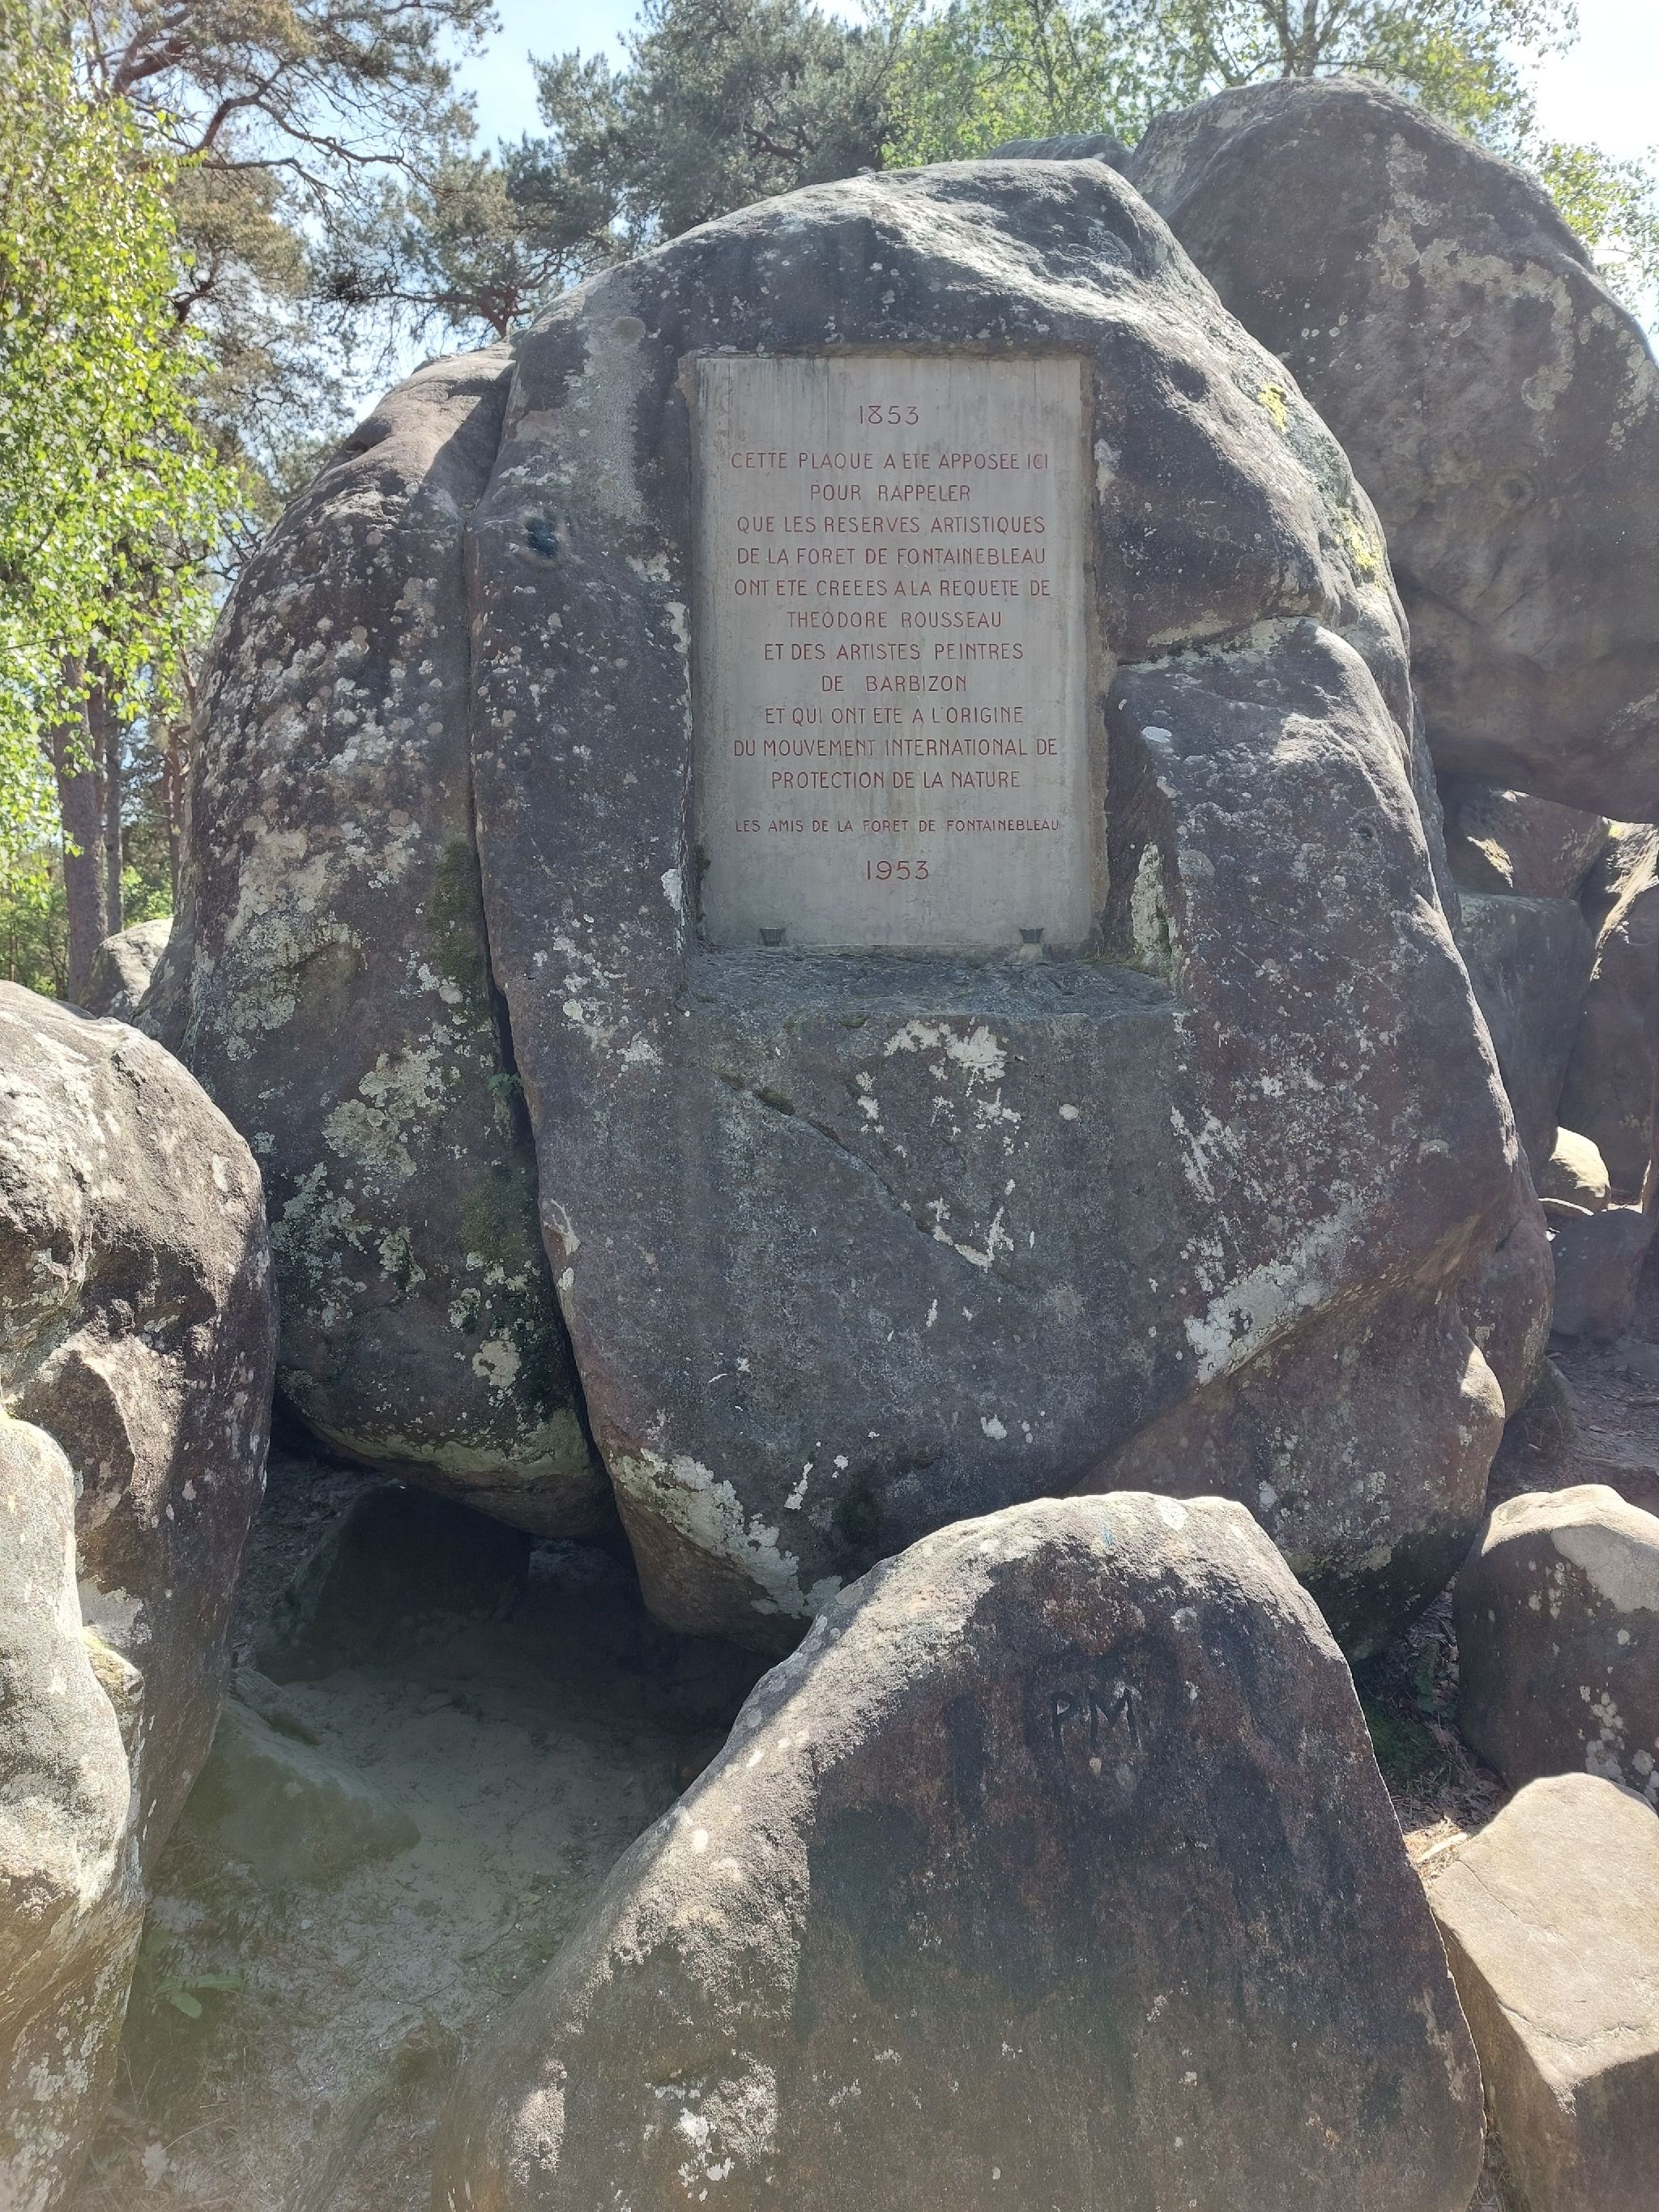 1853
CETTE PLAQUE A ETE APPOSEE ICI
POUR RAPPELER
QUE LES RESERVES ARTISTIQUES
DE LA FORET DE FONTAINEBLEAU
ONT ETE CREEES A LA REQUETE DE
THEODORE ROUSSEAU
ET DES ARTISTES PEINTRES
DE BARBIZON
ET QUI ONT ETE A L'ORIGINE
DU MOUVEMENT INTERNATIONAL DE
PROTECTION DE LA NATURE
LES AMIS DE LA FORET DE FONTAINEBLEAU
1953
PM